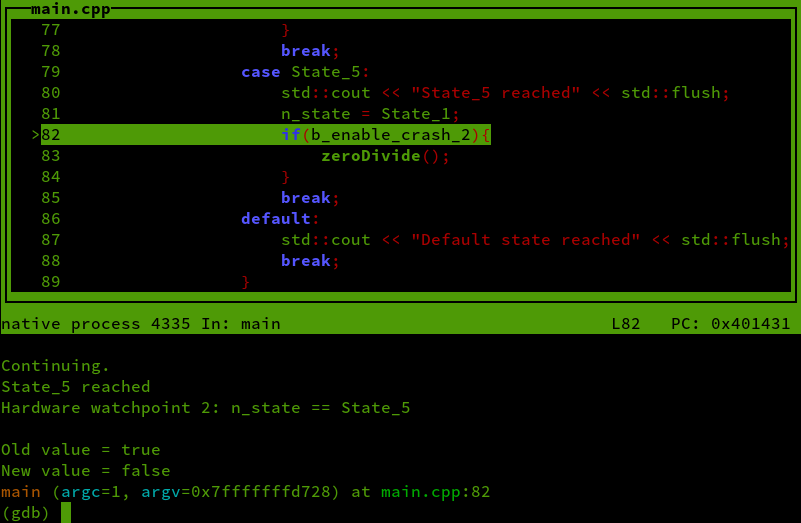 main.cpp
77                      }
78                      break;
79                  case State_5:
80                      std::cout << "State_5 reached" << std::flush;
81                      n_state = State_1;
>82                      if(b_enable_crash_2){
83                          zeroDivide();
84                      }
85                      break;
86                  default:
87                      std::cout << "Default state reached" << std::flush;
88                      break;
89                  }
native process 4335 In: main                                 L82   PC: 0x401431
Continuing.
State_5 reached
Hardware watchpoint 2: n_state == State_5
Old value = true
New value = false
main (argc=1, argv=0x7fffffffd728) at main.cpp:82
(gdb)